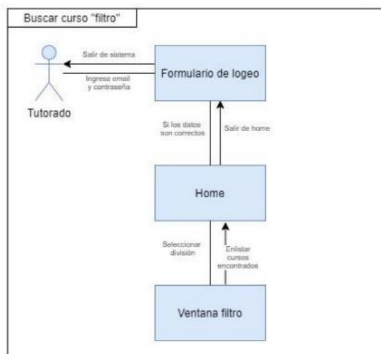 Buscar curso "filtro"
Salir de sistema
Formulario de logeo
Ingresa email
y contraseña
Tutorado
Si los datos
son correctos
Salir de home
Home
Seleccionar
división
Enlistar
cursos
encontrados
Ventana filtro